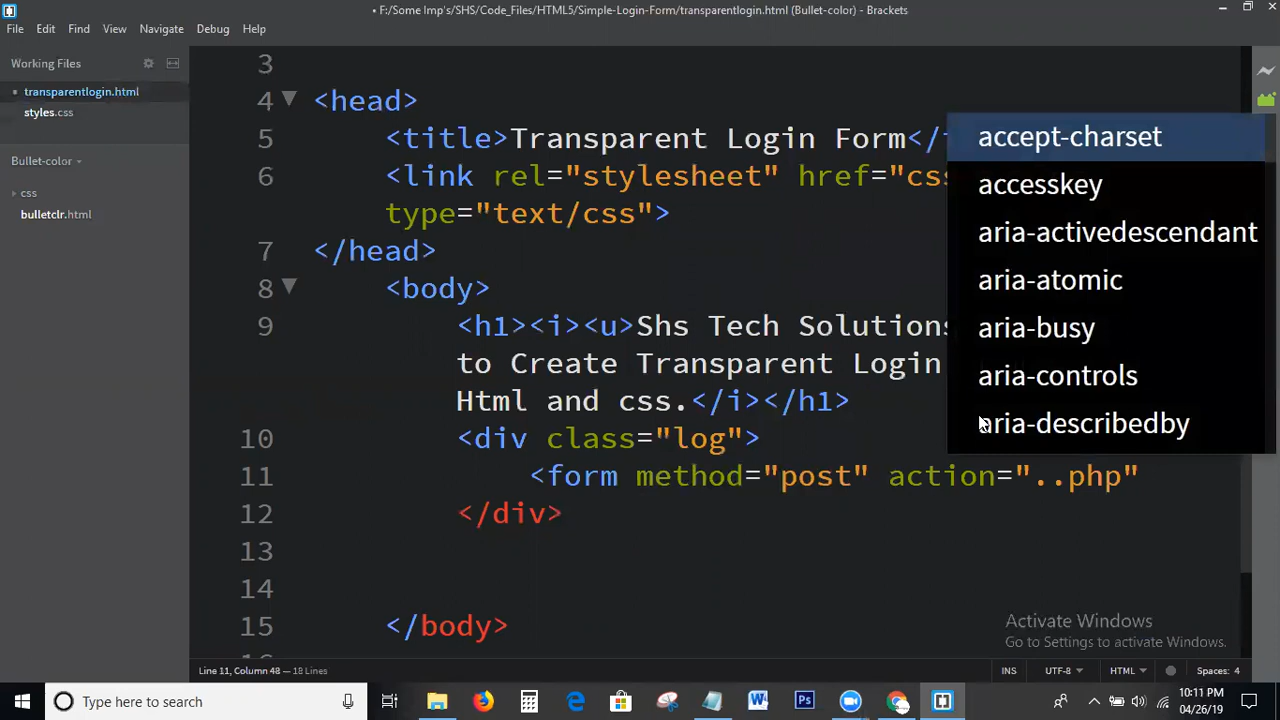 • F:/Some Imp's/SHS/Code_Files/HTML5/Simple-Login-Form/transparentlogin.html (Bullet-color) - Brackets
File Edit Find View Navigate Debug Help
Working Files
transparentlogin.html
styles.css
Bullet-color
css
bulletclr.html
3
4 <head>
5 <title>Transparent Login Form</
6 <link rel="stylesheet" href="css
type="text/css">
7 </head>
8 <body>
9 <h1><i><u>Shs Tech Solutions
to Create Transparent Login
Html and css.</i></h1>
10 <div class="log">
11 <form method="post" action="..php"
12 </div>
13
14
15 </body>
accept-charset
accesskey
aria-activedescendant
aria-atomic
aria-busy
aria-controls
aria-describedby
Activate Windows
Go to Settings to activate Windows.
Line 11, Column 48 — 18 Lines
INS UTF-8 HTML Spaces: 4
Type here to search
10:11 PM
04/26/19